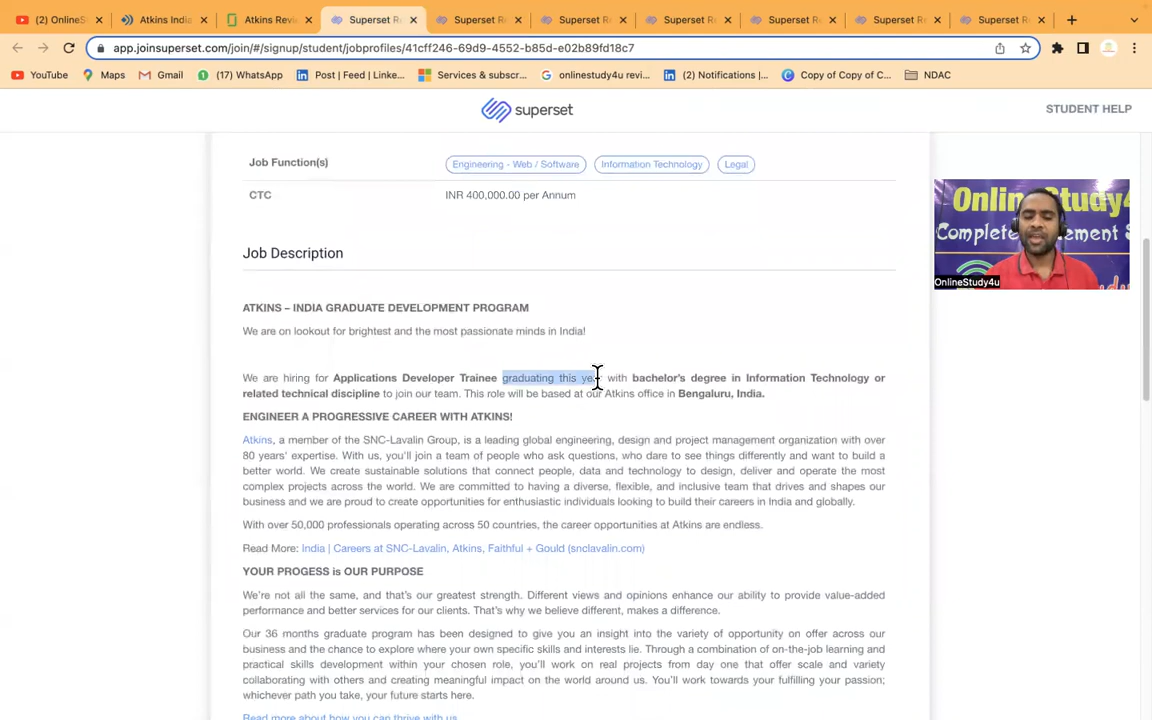 (2) OnlineS
Atkins India
Atkins Rev
Superset R
Superset R
Superset R
Superset R
Superset R
Superset R
Superset R
app.joinsuperset.com/join/#/signup/student/jobprofiles/41cff246-69d9-4552-b85d-e02b89fd18c7
YouTube
Maps
Gmail
(17) WhatsApp
Post | Feed | Linke...
Services & subscr...
onlinestudy4u revi...
(2) Notifications |...
Copy of Copy of C...
NDAC
superset
STUDENT HELP
Job Function(s)
Engineering - Web / Software
Information Technology
Legal
CTC
INR 400,000.00 per Annum
Job Description
ATKINS – INDIA GRADUATE DEVELOPMENT PROGRAM
We are on lookout for brightest and the most passionate minds in India!
We are hiring for Applications Developer Trainee graduating this year with bachelor's degree in Information Technology or
related technical discipline to join our team. This role will be based at our Atkins office in Bengaluru, India.
ENGINEER A PROGRESSIVE CAREER WITH ATKINS!
Atkins, a member of the SNC-Lavalin Group, is a leading global engineering, design and project management organization with over
80 years' expertise. With us, you'll join a team of people who ask questions, who dare to see things differently and want to build a
better world. We create sustainable solutions that connect people, data and technology to design, deliver and operate the most
complex projects across the world. We are committed to having a diverse, flexible, and inclusive team that drives and shapes our
business and we are proud to create opportunities for enthusiastic individuals looking to build their careers in India and globally.
With over 50,000 professionals operating across 50 countries, the career opportunities at Atkins are endless.
Read More: India | Careers at SNC-Lavalin, Atkins, Faithful + Gould (snclavalin.com)
YOUR PROGESS is OUR PURPOSE
We're not all the same, and that's our greatest strength. Different views and opinions enhance our ability to provide value-added
performance and better services for our clients. That's why we believe different, makes a difference.
Our 36 months graduate program has been designed to give you an insight into the variety of opportunity on offer across our
business and the chance to explore where your own specific skills and interests lie. Through a combination of on-the-job learning and
practical skills development within your chosen role, you'll work on real projects from day one that offer scale and variety
collaborating with others and creating meaningful impact on the world around us. You'll work towards your fulfilling your passion;
whichever path you take, your future starts here.
Read more about how you can thrive with us
OnlineStudy4u